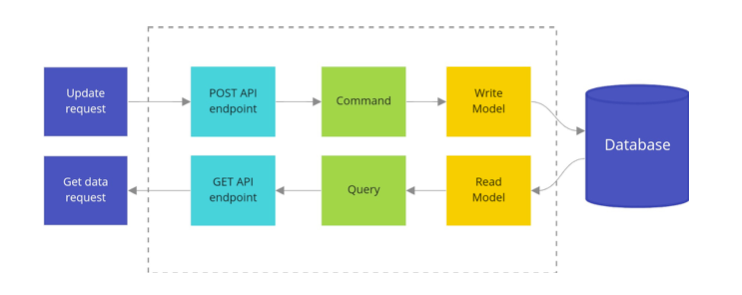 Update
request
POST API
endpoint
Command
Write
Model
Database
Get data
request
GET API
endpoint
Query
Read
Model